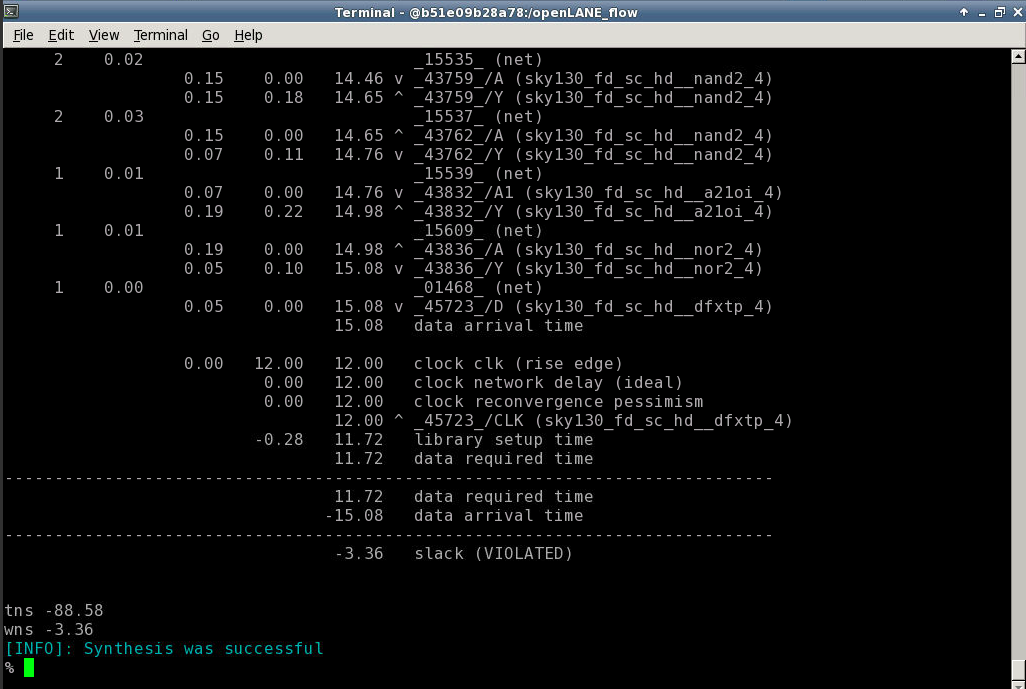 Terminal - @b51e09b28a78:/openLANE_flow
File Edit View Terminal Go Help
2 0.02 _15535_ (net)
0.15 0.00 14.46 v _43759_/A (sky130_fd_sc_hd__nand2_4)
0.15 0.18 14.65 ^ _43759_/Y (sky130_fd_sc_hd__nand2_4)
2 0.03 _15537_ (net)
0.15 0.00 14.65 ^ _43762_/A (sky130_fd_sc_hd__nand2_4)
0.07 0.11 14.76 v _43762_/Y (sky130_fd_sc_hd__nand2_4)
1 0.01 _15539_ (net)
0.07 0.00 14.76 v _43832_/A1 (sky130_fd_sc_hd__a21oi_4)
0.19 0.22 14.98 ^ _43832_/Y (sky130_fd_sc_hd__a21oi_4)
1 0.01 _15609_ (net)
0.19 0.00 14.98 ^ _43836_/A (sky130_fd_sc_hd__nor2_4)
0.05 0.10 15.08 v _43836_/Y (sky130_fd_sc_hd__nor2_4)
1 0.00 _01468_ (net)
0.05 0.00 15.08 v _45723_/D (sky130_fd_sc_hd__dfxtp_4)
15.08 data arrival time
0.00 12.00 12.00 clock clk (rise edge)
0.00 12.00 clock network delay (ideal)
0.00 12.00 clock reconvergence pessimism
12.00 ^ _45723_/CLK (sky130_fd_sc_hd__dfxtp_4)
-0.28 11.72 library setup time
11.72 data required time
-----------------------------------------------------------------------------
11.72 data required time
-15.08 data arrival time
-----------------------------------------------------------------------------
-3.36 slack (VIOLATED)
tns -88.58
wns -3.36
[INFO]: Synthesis was successful
%